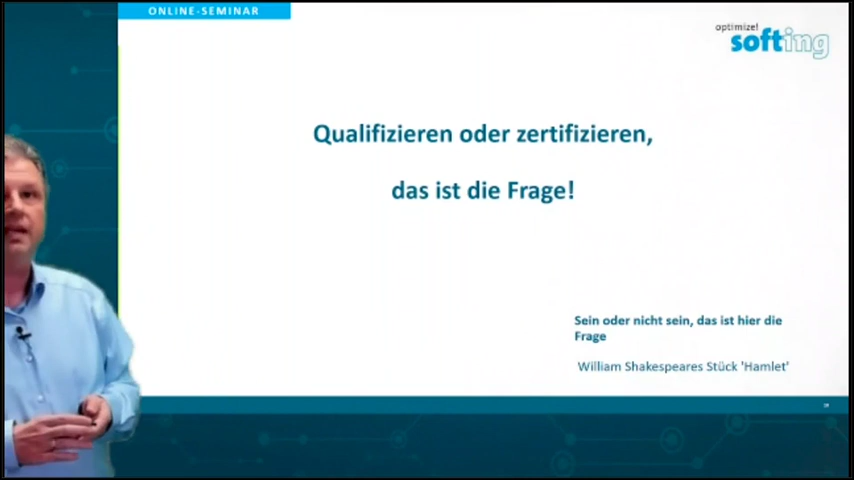 ONLINE-SEMINAR
optimize!
softing
Qualifizieren oder zertifizieren,
das ist die Frage!
Sein oder nicht sein, das ist hier die
Frage
William Shakespeares Stück 'Hamlet'